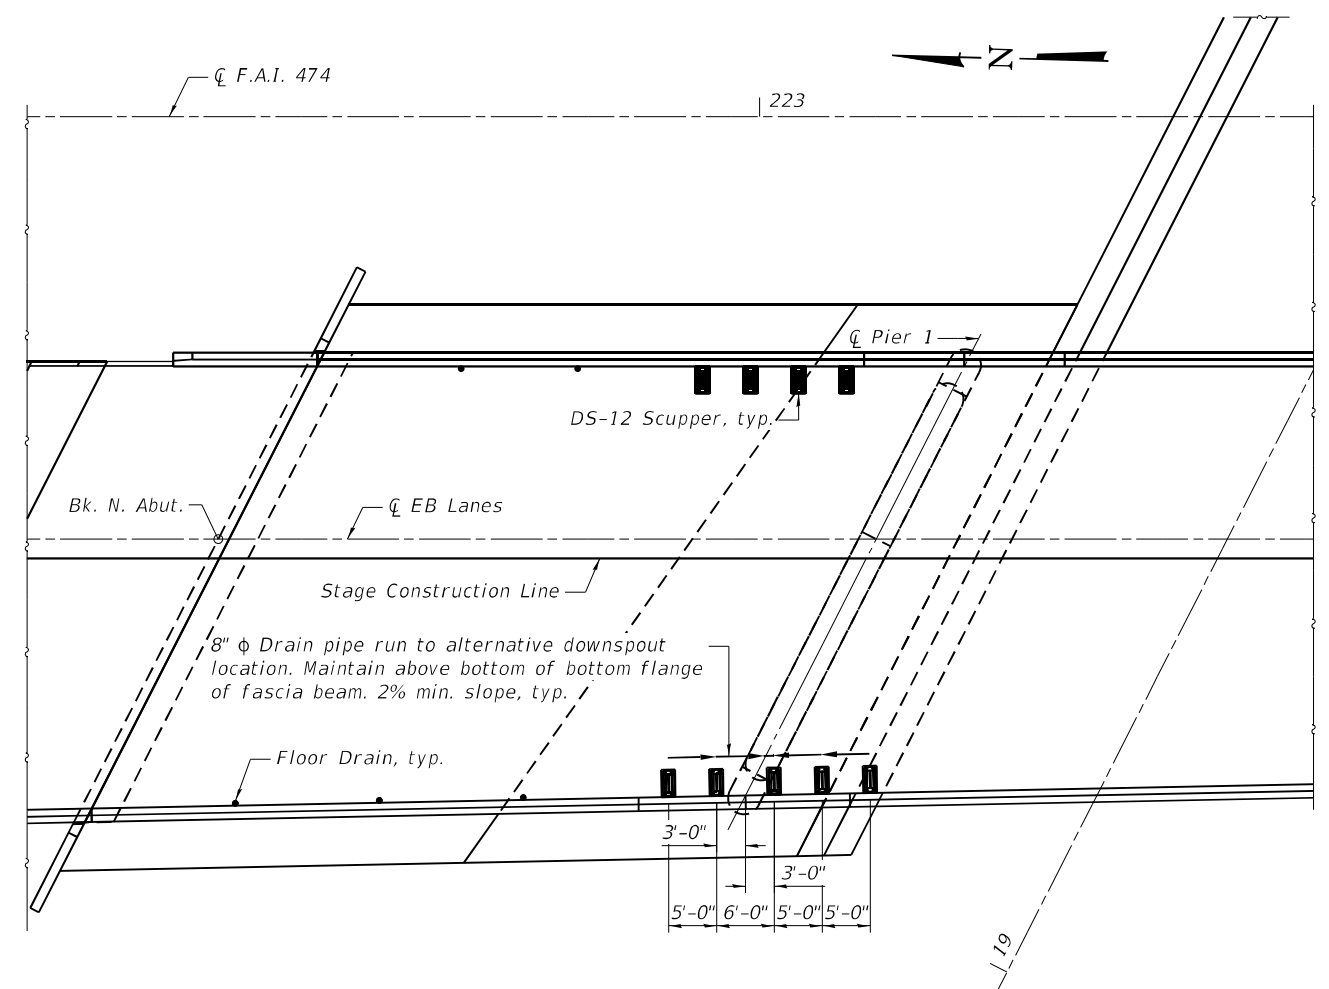 ℄ F.A.I. 474
N
223
℄ Pier 1
DS-12 Scupper, typ.
Bk. N. Abut.
℄ EB Lanes
Stage Construction Line
8" ϕ Drain pipe run to alternative downspout
location. Maintain above bottom of bottom flange
of fascia beam. 2% min. slope, typ.
Floor Drain, typ.
3'-0"
3'-0"
5'-0" 6'-0" 5'-0" 5'-0"
19